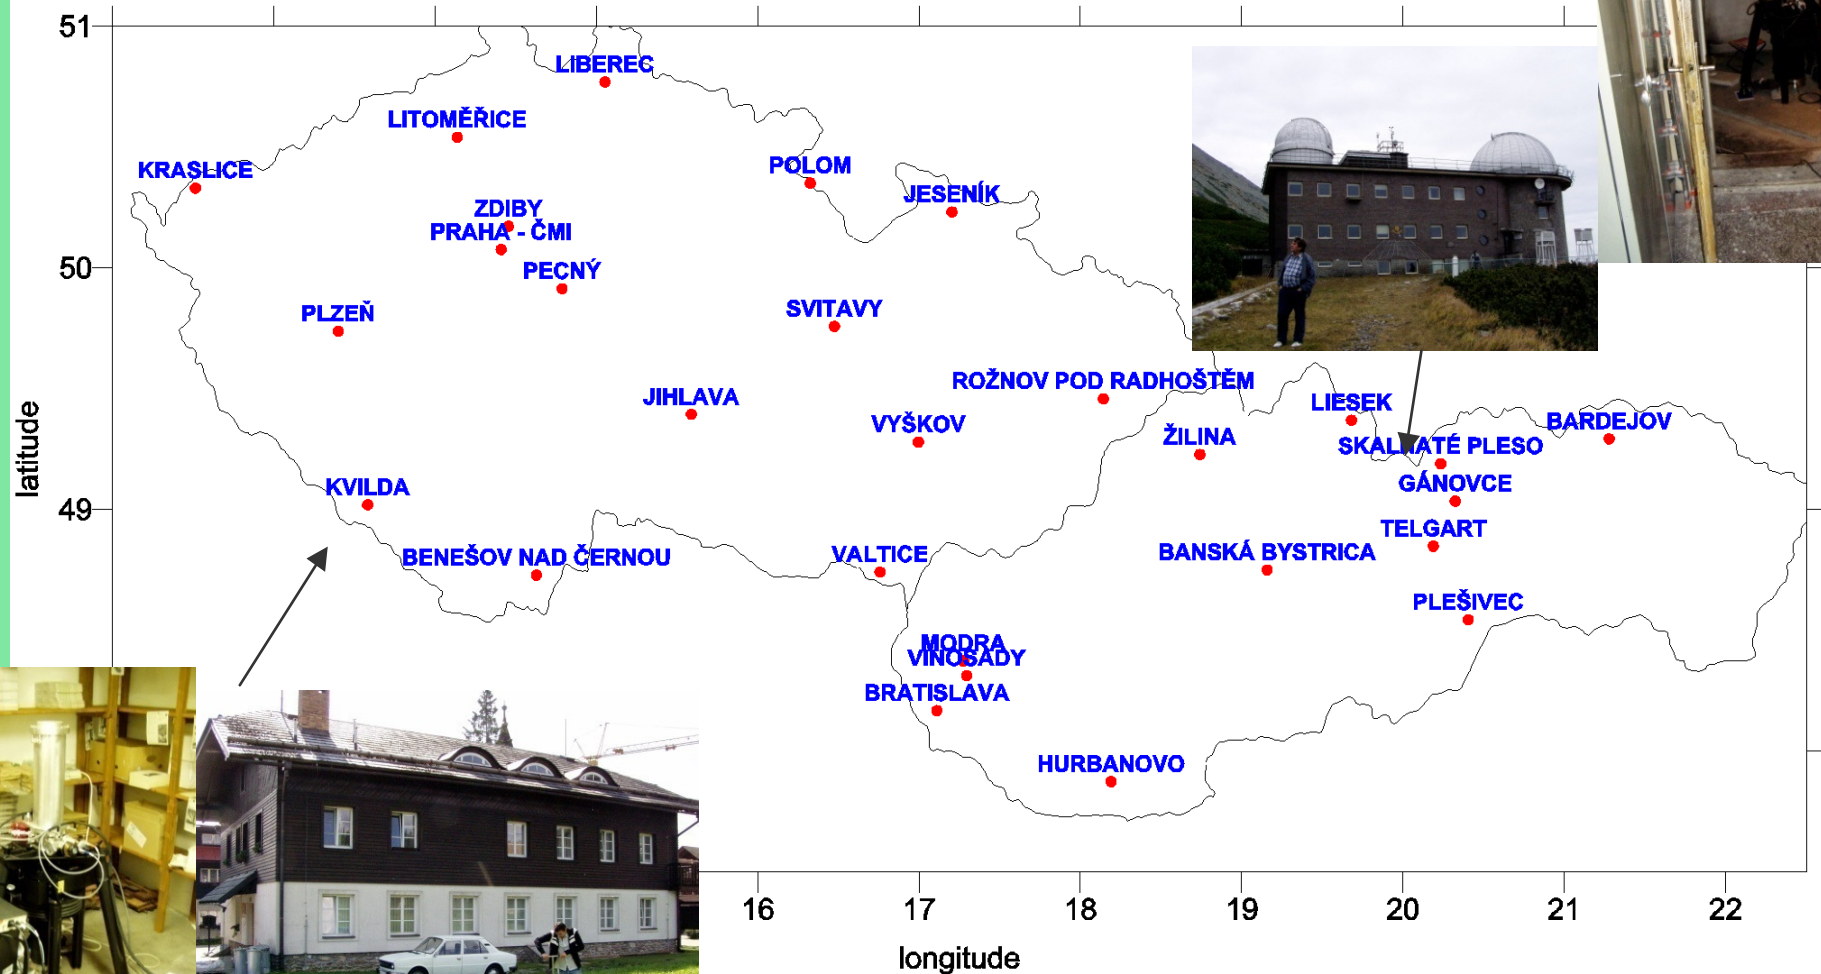 51
LIBEREC
LITOMĚŘICE
KRASLICE
POLOM
JESENÍK
ZDIBY
PRAHA - ČMI
50
PECNÝ
PLZEŇ
SVITAVY
ROŽNOV POD RADHOŠTĚM
JIHLAVA
LIESEK
VYŠKOV
BARDEJOV
ŽILINA
SKALNATÉ PLESO
latitude
KVILDA
GÁNOVCE
49
TELGART
BENEŠOV NAD ČERNOU
VALTICE
BANSKÁ BYSTRICA
PLEŠIVEC
MODRA
VINOSADY
BRATISLAVA
HURBANOVO
16 17 18 19 20 21 22
longitude